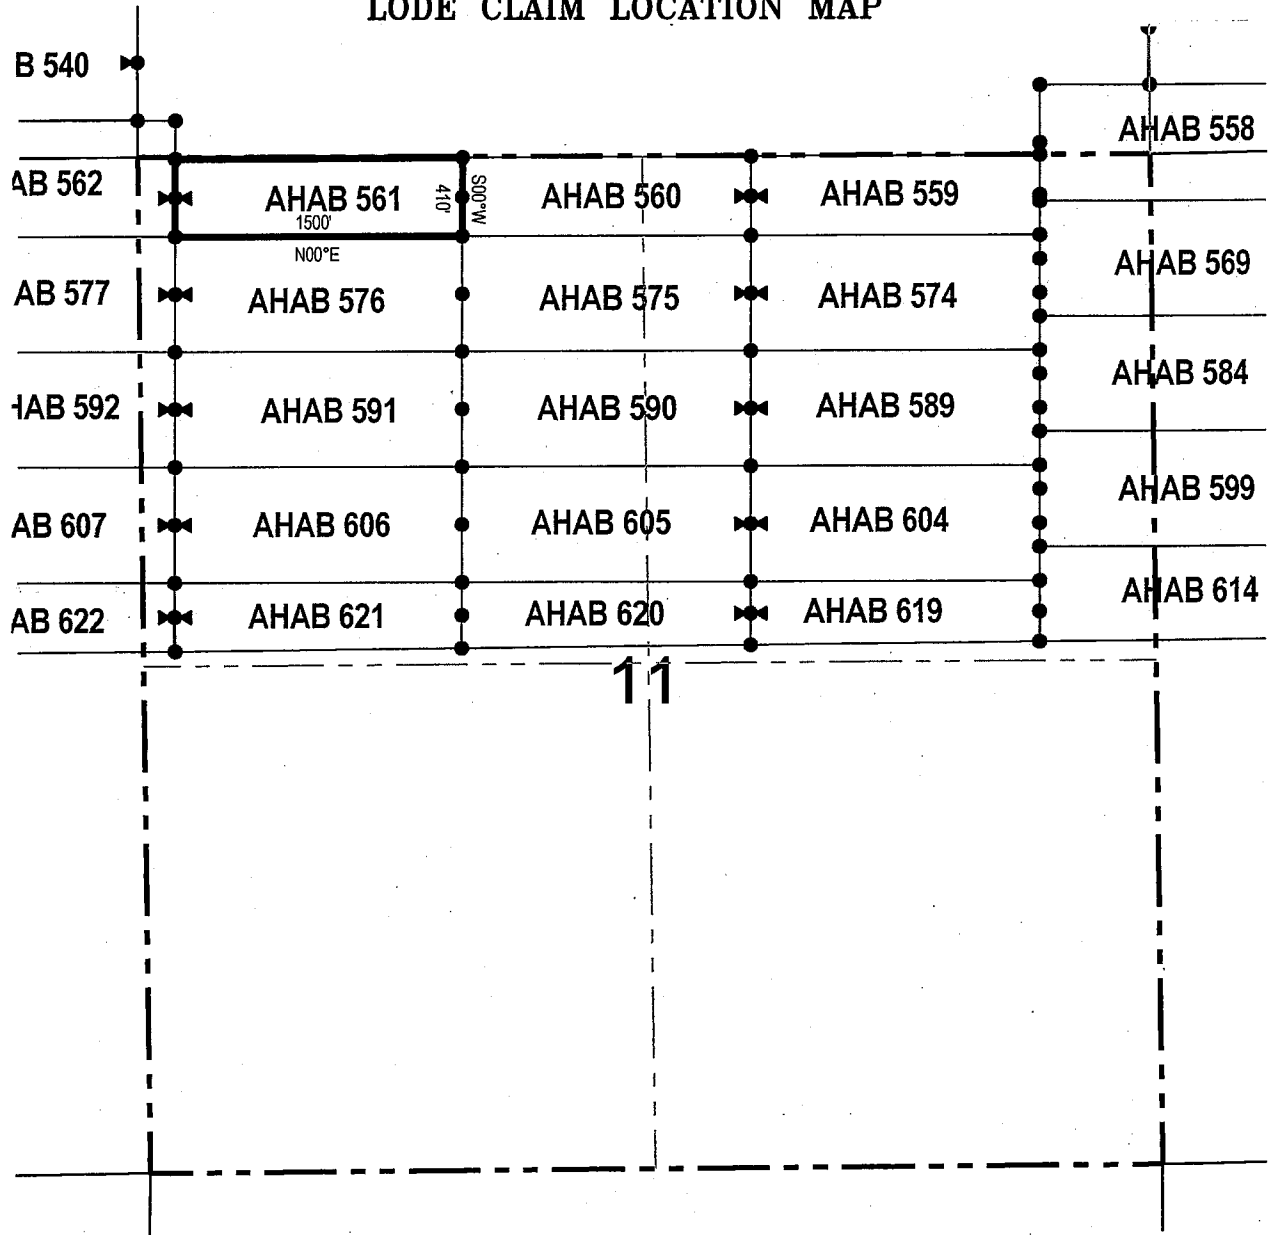 LODE CLAIM LOCATION MAP
B 540
AHAB 558
AB 562
AHAB 561
1500'
N00°E
410'
S00°W
AHAB 560
AHAB 559
AB 577
AHAB 576
AHAB 575
AHAB 574
AHAB 569
HAB 592
AHAB 591
AHAB 590
AHAB 589
AHAB 584
AB 607
AHAB 606
AHAB 605
AHAB 604
AHAB 599
AB 622
AHAB 621
AHAB 620
AHAB 619
AHAB 614
11